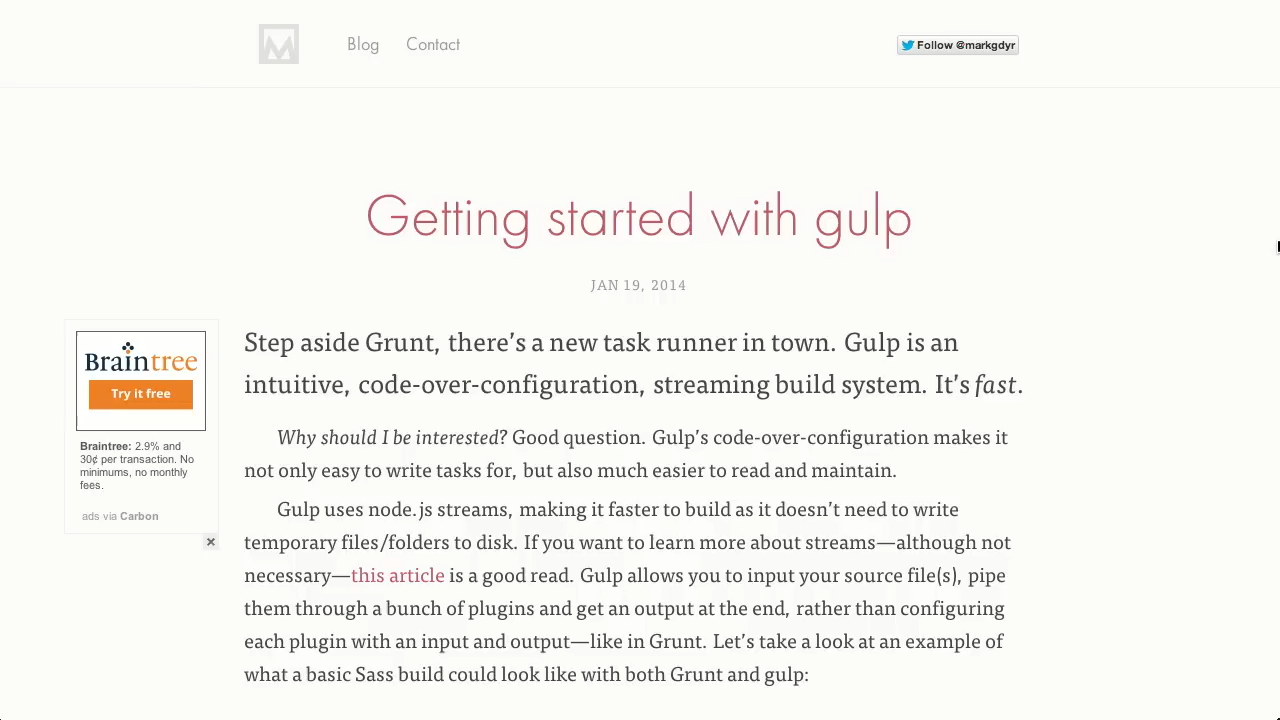 Blog Contact
Follow @markgdyr
Getting started with gulp
JAN 19, 2014
Braintree
Try it free
Braintree: 2.9% and
30¢ per transaction. No
minimums, no monthly
fees.
ads via Carbon
Step aside Grunt, there’s a new task runner in town. Gulp is an
intuitive, code-over-configuration, streaming build system. It’s fast.
Why should I be interested? Good question. Gulp’s code-over-configuration makes it
not only easy to write tasks for, but also much easier to read and maintain.
Gulp uses node.js streams, making it faster to build as it doesn’t need to write
temporary files/folders to disk. If you want to learn more about streams—although not
necessary—this article is a good read. Gulp allows you to input your source file(s), pipe
them through a bunch of plugins and get an output at the end, rather than configuring
each plugin with an input and output—like in Grunt. Let’s take a look at an example of
what a basic Sass build could look like with both Grunt and gulp: